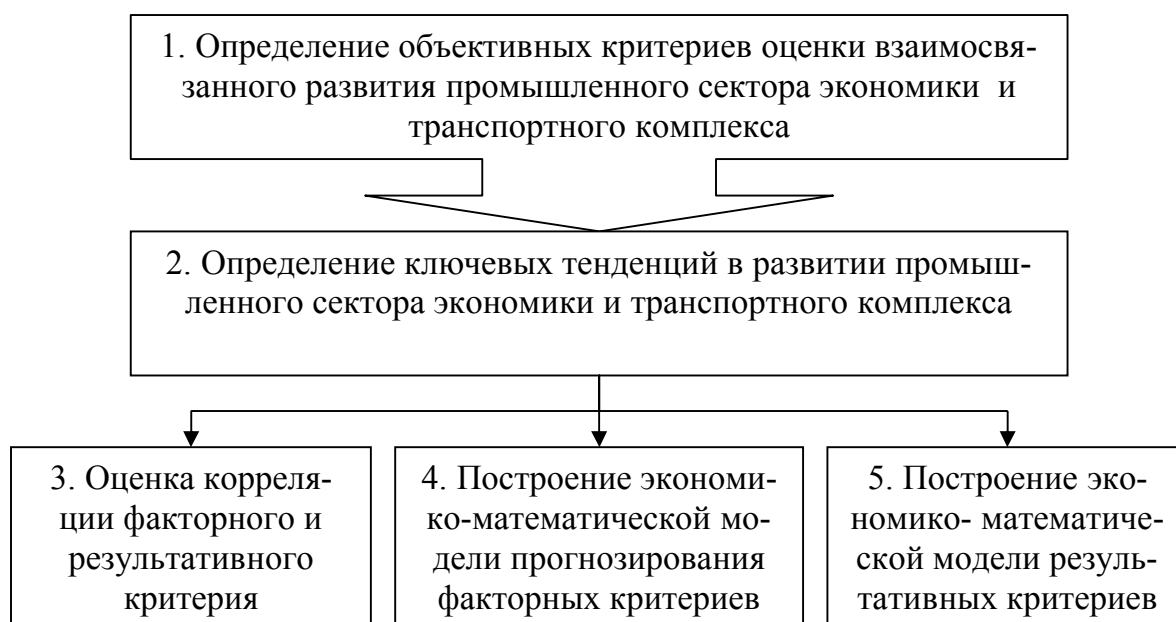 1. Определение объективных критериев оценки взаимосвя-
занного развития промышленного сектора экономики и
транспортного комплекса
2. Определение ключевых тенденций в развитии промыш-
ленного сектора экономики и транспортного комплекса
3. Оценка корреля-
ции факторного и
результативного
критерия
4. Построение экономи-
ко-математической мо-
дели прогнозирования
факторных критериев
5. Построение эко-
номико- математиче-
ской модели резуль-
тативных критериев